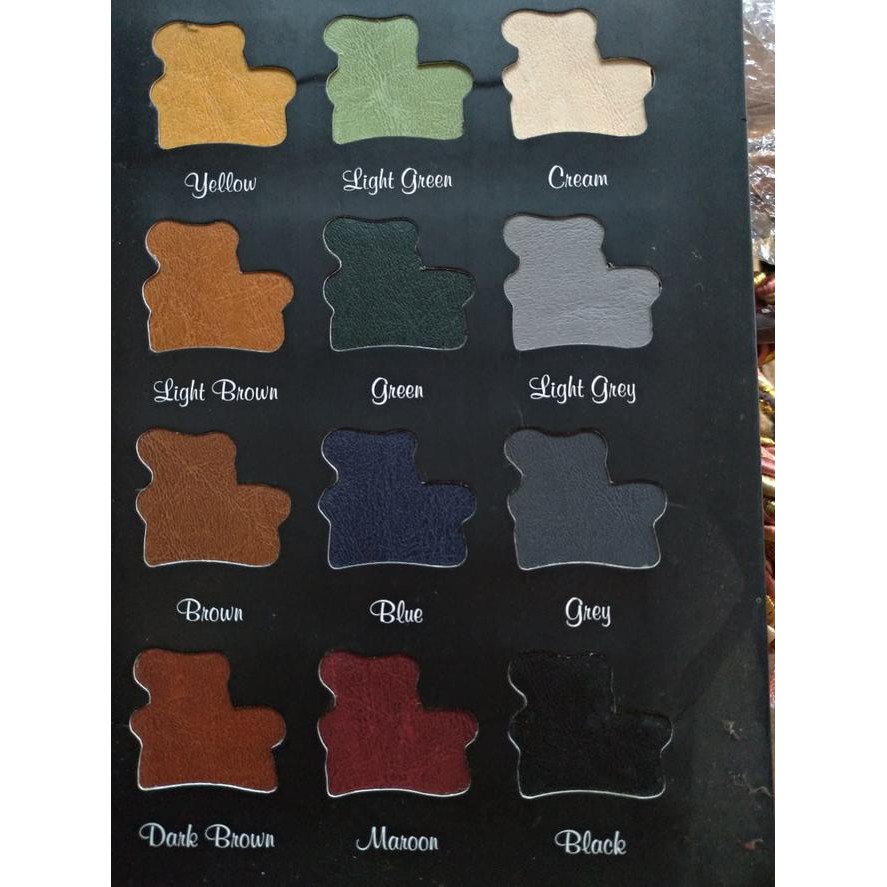 Yellow
Light Green
Cream
Light Brown
Green
Light Grey
Brown
Blue
Grey
Dark Brown
Maroon
Black